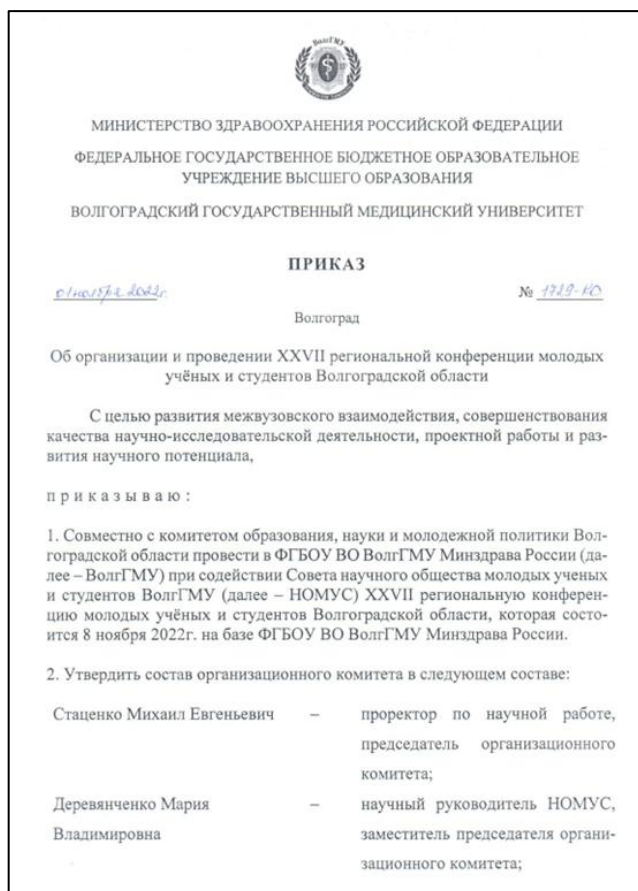 ВолгГМУ
МИНИСТЕРСТВО ЗДРАВООХРАНЕНИЯ РОССИЙСКОЙ ФЕДЕРАЦИИ
ФЕДЕРАЛЬНОЕ ГОСУДАРСТВЕННОЕ БЮДЖЕТНОЕ ОБРАЗОВАТЕЛЬНОЕ
УЧРЕЖДЕНИЕ ВЫСШЕГО ОБРАЗОВАНИЯ
ВОЛГОГРАДСКИЙ ГОСУДАРСТВЕННЫЙ МЕДИЦИНСКИЙ УНИВЕРСИТЕТ
ПРИКАЗ
01 ноября 2022г. № 1729-КО
Волгоград
Об организации и проведении XXVII региональной конференции молодых
учёных и студентов Волгоградской области
С целью развития межвузовского взаимодействия, совершенствования
качества научно-исследовательской деятельности, проектной работы и раз-
вития научного потенциала,
п р и к а з ы в а ю :
1. Совместно с комитетом образования, науки и молодежной политики Вол-
гоградской области провести в ФГБОУ ВО ВолгГМУ Минздрава России (да-
лее – ВолгГМУ) при содействии Совета научного общества молодых ученых
и студентов ВолгГМУ (далее – НОМУС) XXVII региональную конферен-
цию молодых учёных и студентов Волгоградской области, которая состо-
ится 8 ноября 2022г. на базе ФГБОУ ВО ВолгГМУ Минздрава России.
2. Утвердить состав организационного комитета в следующем составе:
Стаценко Михаил Евгеньевич – проректор по научной работе,
председатель организационного
комитета;
Деревянченко Мария – научный руководитель НОМУС,
Владимировна заместитель председателя органи-
зационного комитета;